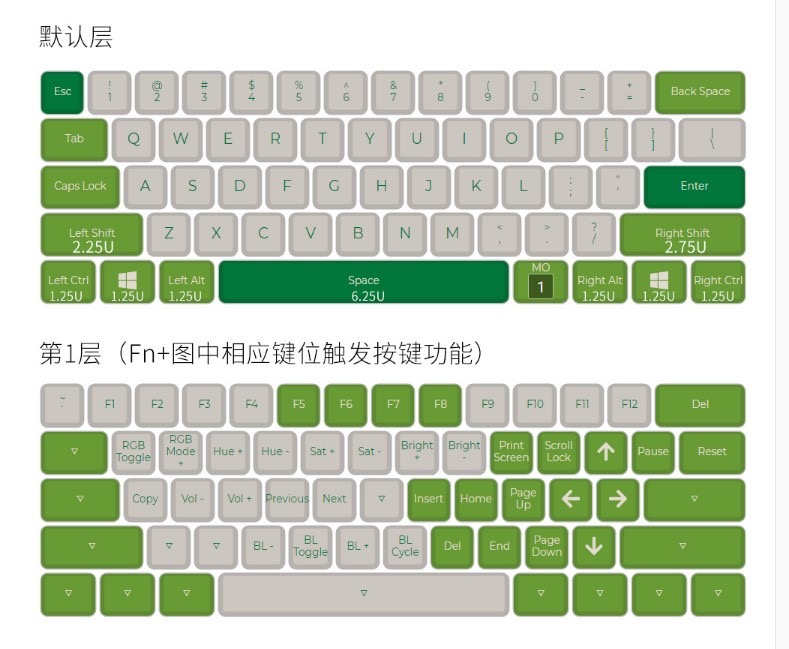 默认层
Esc ! @ # $ % ^ & * ( ) _ + Back Space
1 2 3 4 5 6 7 8 9 0 - =
Tab Q W E R T Y U I O P { } |
[ ] \
Caps Lock A S D F G H J K L : " Enter
; '
Left Shift Z X C V B N M < > ? Right Shift
2.25U , . / 2.75U
Left Ctrl Left Alt Space MO Right Alt Right Ctrl
1.25U 1.25U 1.25U 6.25U 1 1.25U 1.25U 1.25U
第1层（Fn+图中相应键位触发按键功能）
~ F1 F2 F3 F4 F5 F6 F7 F8 F9 F10 F11 F12 Del
▽ RGB Toggle RGB Mode + Hue + Hue - Sat + Sat - Bright + Bright - Print Screen Scroll Lock ↑ Pause Reset
▽ Copy Vol - Vol + Previous Next ▽ Insert Home Page Up ← → ▽
▽ ▽ ▽ BL - BL Toggle BL + BL Cycle Del End Page Down ↓ ▽
▽ ▽ ▽ ▽ ▽ ▽ ▽ ▽